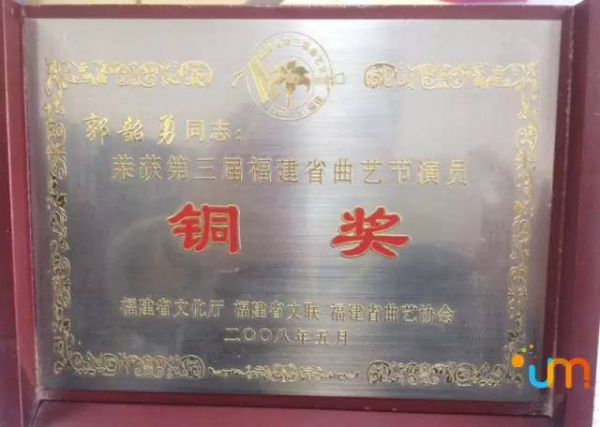 郭韶勇同志：
荣获第三届福建省曲艺节演员
铜 奖
福建省文化厅 福建省文联 福建省曲艺协会
二〇〇八年五月
um